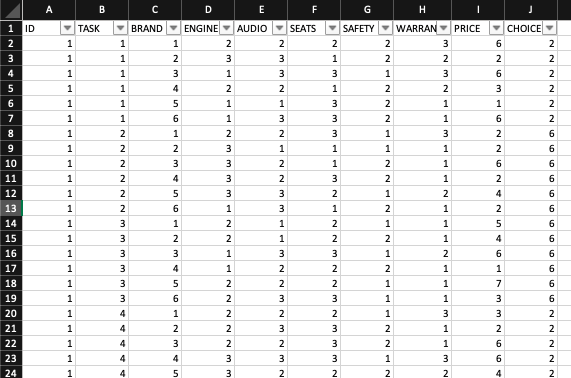 A B C D E F G H I J
1 ID TASK BRAND ENGINE AUDIO SEATS SAFETY WARRAN PRICE CHOICE
2 1 1 1 2 2 2 2 3 6 2
3 1 1 2 3 3 1 2 2 2 2
4 1 1 3 1 3 3 1 3 6 2
5 1 1 4 2 2 1 2 2 3 2
6 1 1 5 1 1 3 2 1 2 2
7 1 1 6 1 3 3 2 1 6 2
8 1 2 1 2 2 3 1 3 2 6
9 1 2 2 3 1 1 1 1 2 6
10 1 2 3 3 2 1 2 1 6 6
11 1 2 4 3 2 3 2 1 2 6
12 1 2 5 3 3 2 1 2 4 6
13 1 2 6 1 3 1 2 1 2 6
14 1 3 1 2 1 2 1 1 5 6
15 1 3 2 2 1 2 2 1 4 6
16 1 3 3 1 3 3 1 2 6 6
17 1 3 4 1 2 2 2 1 1 6
18 1 3 5 2 2 2 1 1 7 6
19 1 3 6 2 3 3 1 1 3 6
20 1 4 1 2 2 2 1 3 3 2
21 1 4 2 2 3 3 2 1 2 2
22 1 4 3 2 2 3 2 1 6 2
23 1 4 4 3 3 3 1 3 6 2
24 1 4 5 3 2 2 2 2 4 2